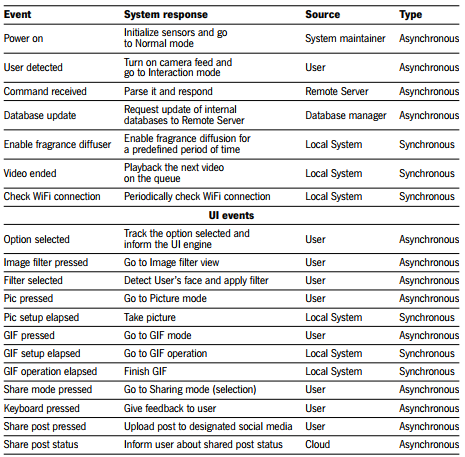 Event System response Source Type
Power on Initialize sensors and go to Normal mode System maintainer Asynchronous
User detected Turn on camera feed and go to Interaction mode User Asynchronous
Command received Parse it and respond Remote Server Asynchronous
Database update Request update of internal databases to Remote Server Database manager Asynchronous
Enable fragrance diffuser Enable fragrance diffusion for a predefined period of time Local System Synchronous
Video ended Playback the next video on the queue Local System Synchronous
Check WiFi connection Periodically check WiFi connection Local System Synchronous
UI events
Option selected Track the option selected and inform the UI engine User Asynchronous
Image filter pressed Go to Image filter view User Asynchronous
Filter selected Detect User's face and apply filter User Asynchronous
Pic pressed Go to Picture mode User Asynchronous
Pic setup elapsed Take picture Local System Synchronous
GIF pressed Go to GIF mode User Asynchronous
GIF setup elapsed Go to GIF operation Local System Synchronous
GIF operation elapsed Finish GIF Local System Synchronous
Share mode pressed Go to Sharing mode (selection) User Asynchronous
Keyboard pressed Give feedback to user User Asynchronous
Share post pressed Upload post to designated social media User Asynchronous
Share post status Inform user about shared post status Cloud Asynchronous